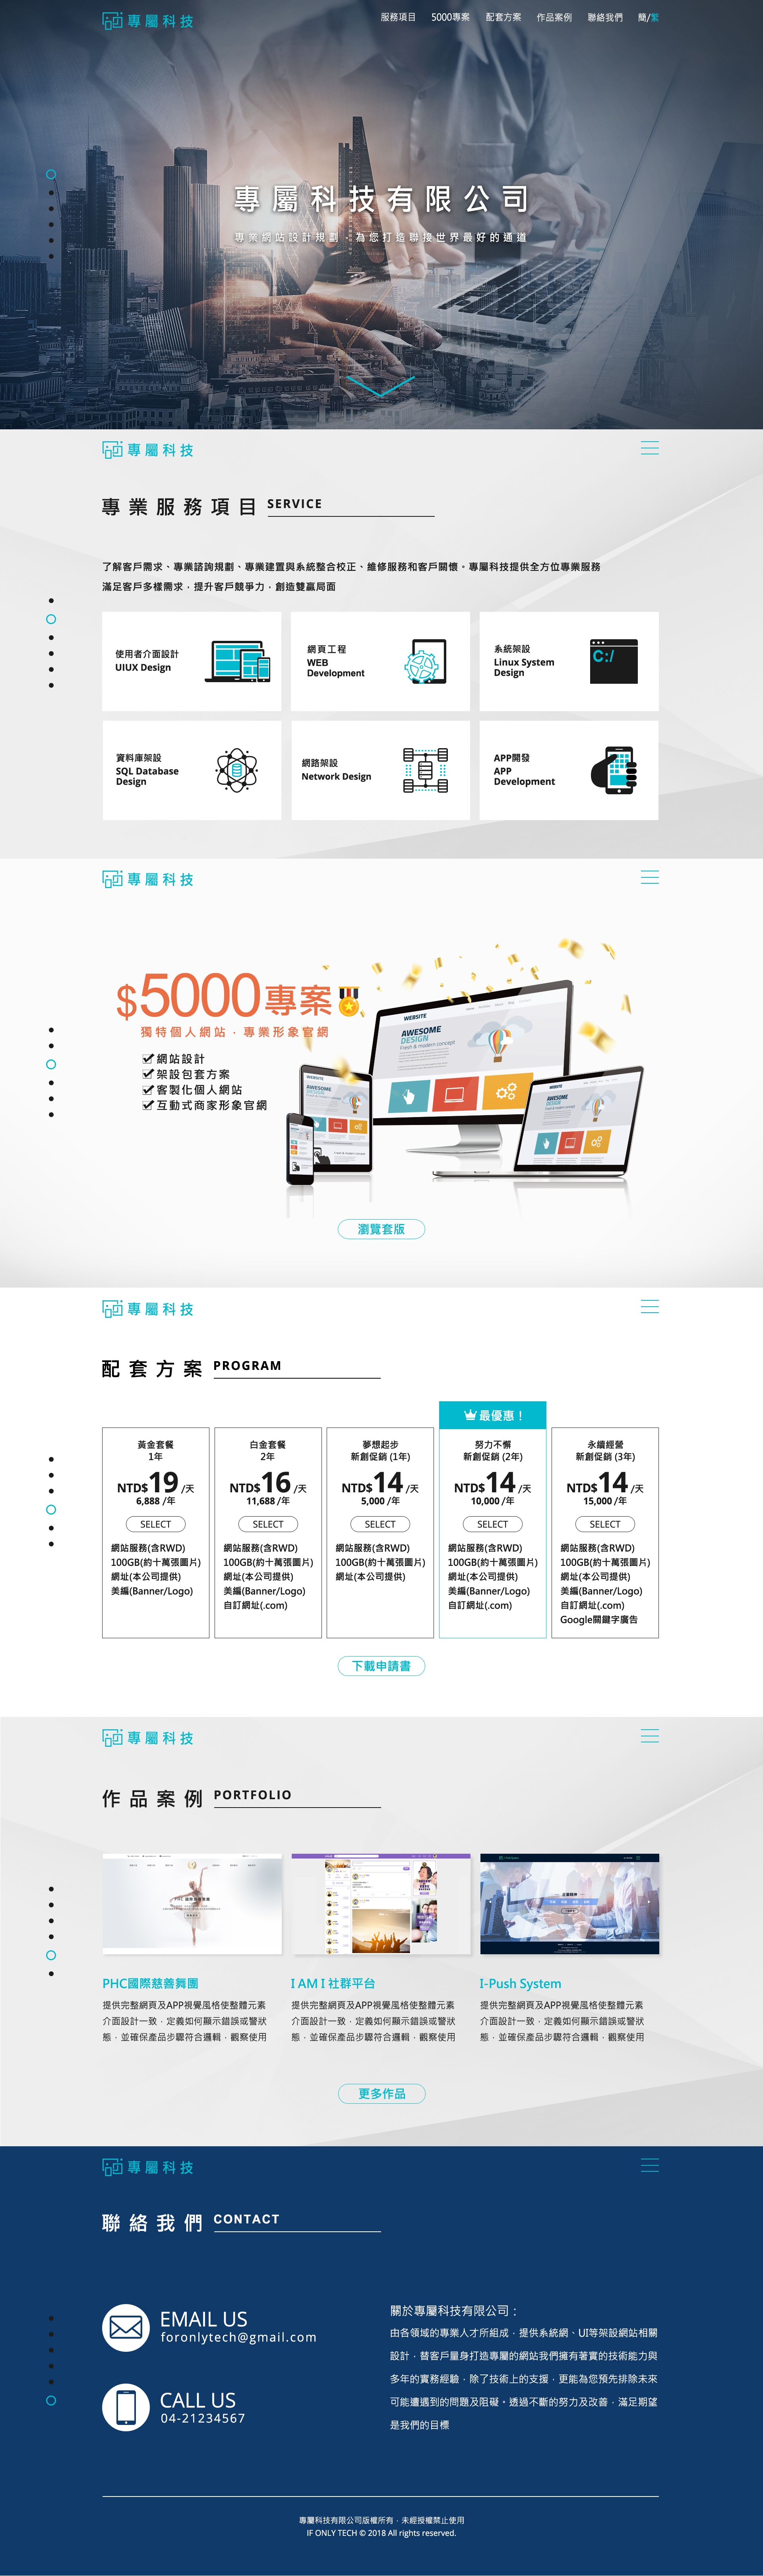 專屬科技
服務項目 5000專案 配套方案 作品案例 聯絡我們 簡/繁
專屬科技有限公司
專業網站設計規劃，為您打造聯接世界最好的通道
專屬科技
專業服務項目 SERVICE
了解客戶需求、專業諮詢規劃、專業建置與系統整合校正、維修服務和客戶關懷。專屬科技提供全方位專業服務
滿足客戶多樣需求，提升客戶競爭力，創造雙贏局面
使用者介面設計
UIUX Design
網頁工程
WEB
Development
系統架設
Linux System
Design
C:/
資料庫架設
SQL Database
Design
網路架設
Network Design
APP開發
APP
Development
專屬科技
$5000專案
獨特個人網站，專業形象官網
網站設計
架設包套方案
客製化個人網站
互動式商家形象官網
WEBSITE
AWESOME
DESIGN
Fresh & modern concept
瀏覽套版
專屬科技
配套方案 PROGRAM
最優惠！
黃金套餐
1年
NTD$19/天
6,888 /年
SELECT
網站服務(含RWD)
100GB(約十萬張圖片)
網址(本公司提供)
美編(Banner/Logo)
白金套餐
2年
NTD$16/天
11,688 /年
SELECT
網站服務(含RWD)
100GB(約十萬張圖片)
網址(本公司提供)
美編(Banner/Logo)
自訂網址(.com)
夢想起步
新創促銷 (1年)
NTD$14/天
5,000 /年
SELECT
網站服務(含RWD)
100GB(約十萬張圖片)
網址(本公司提供)
努力不懈
新創促銷 (2年)
NTD$14/天
10,000 /年
SELECT
網站服務(含RWD)
100GB(約十萬張圖片)
網址(本公司提供)
美編(Banner/Logo)
自訂網址(.com)
永續經營
新創促銷 (3年)
NTD$14/天
15,000 /年
SELECT
網站服務(含RWD)
100GB(約十萬張圖片)
網址(本公司提供)
美編(Banner/Logo)
自訂網址(.com)
Google關鍵字廣告
下載申請書
專屬科技
作品案例 PORTFOLIO
PHC國際慈善舞團
提供完整網頁及APP視覺風格使整體元素
介面設計一致，定義如何顯示錯誤或警狀
態，並確保產品步驟符合邏輯，觀察使用
I AM I 社群平台
提供完整網頁及APP視覺風格使整體元素
介面設計一致，定義如何顯示錯誤或警狀
態，並確保產品步驟符合邏輯，觀察使用
I-Push System
提供完整網頁及APP視覺風格使整體元素
介面設計一致，定義如何顯示錯誤或警狀
態，並確保產品步驟符合邏輯，觀察使用
更多作品
專屬科技
聯絡我們 CONTACT
EMAIL US
foronlytech@gmail.com
CALL US
04-21234567
關於專屬科技有限公司：
由各領域的專業人才所組成，提供系統網、UI等架設網站相關
設計，替客戶量身打造專屬的網站我們擁有著實的技術能力與
多年的實務經驗，除了技術上的支援，更能為您預先排除未來
可能遭遇到的問題及阻礙。透過不斷的努力及改善，滿足期望
是我們的目標
專屬科技有限公司版權所有，未經授權禁止使用
IF ONLY TECH © 2018 All rights reserved.